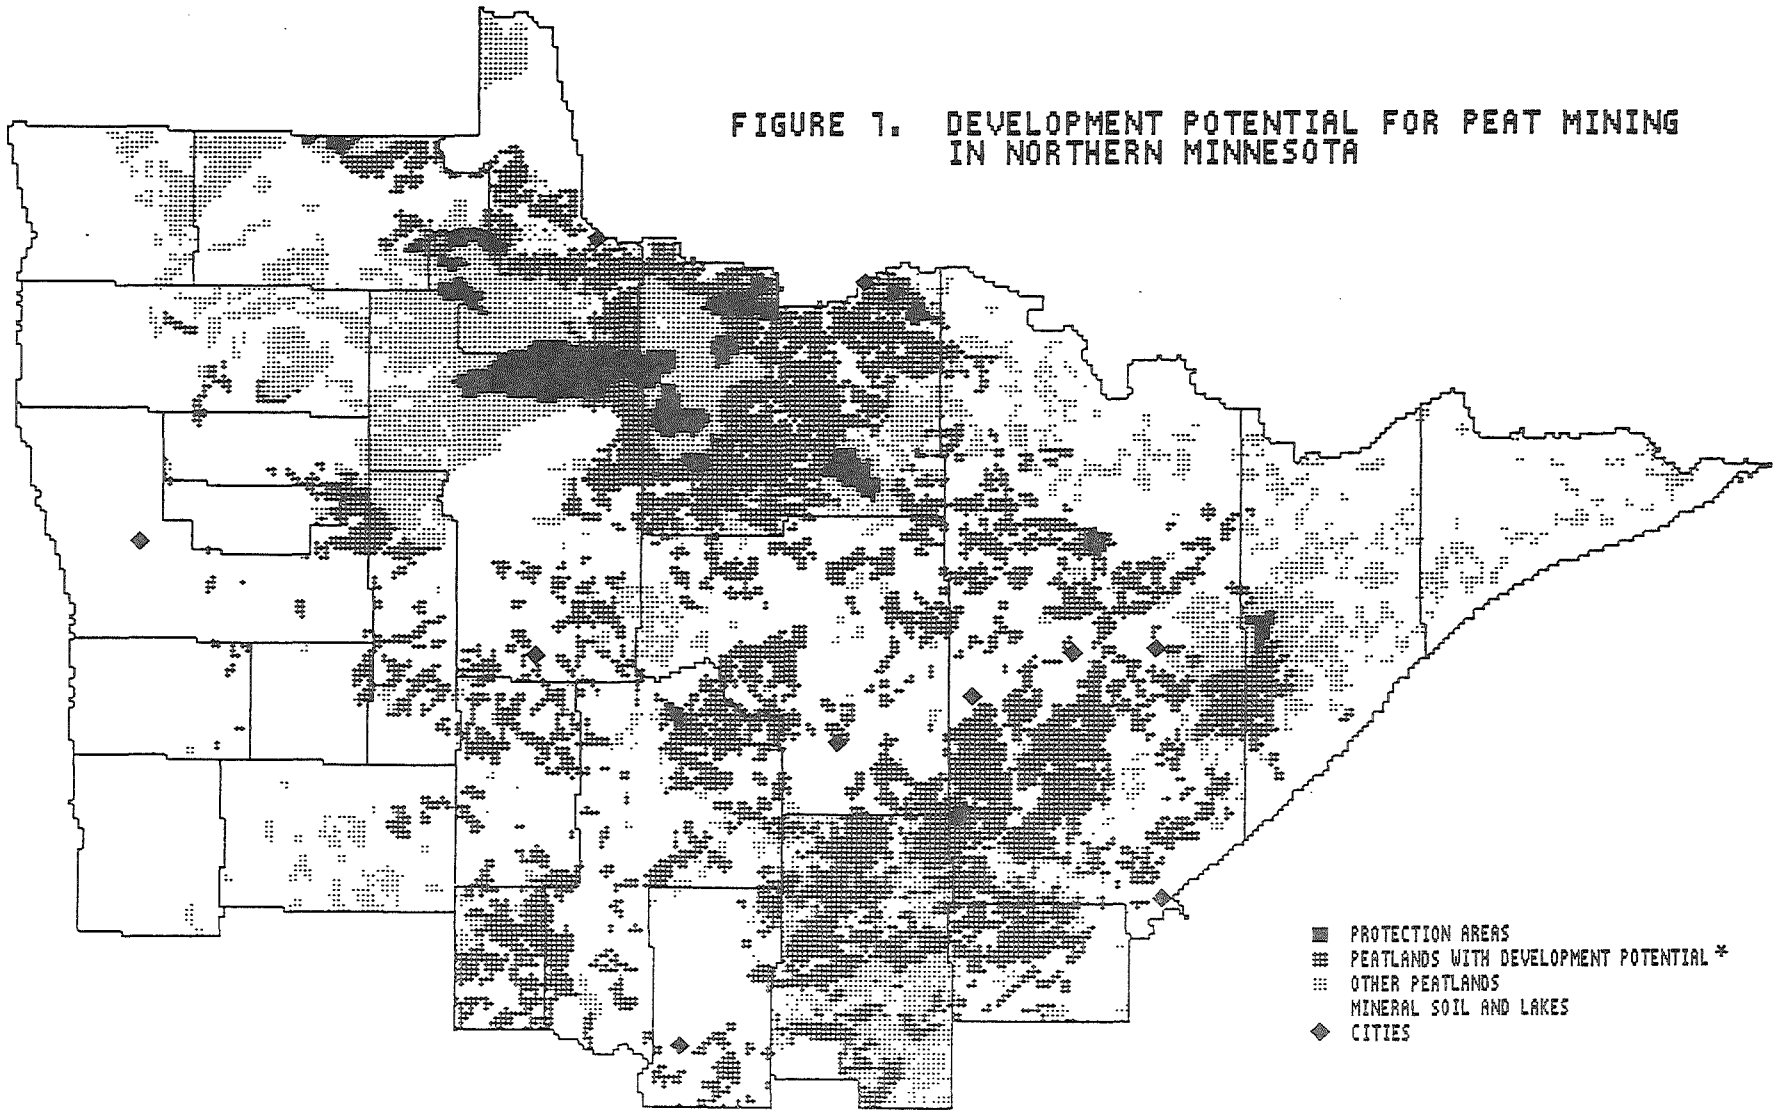 FIGURE 7. DEVELOPMENT POTENTIAL FOR PEAT MINING
IN NORTHERN MINNESOTA
PROTECTION AREAS
PEATLANDS WITH DEVELOPMENT POTENTIAL *
OTHER PEATLANDS
MINERAL SOIL AND LAKES
CITIES